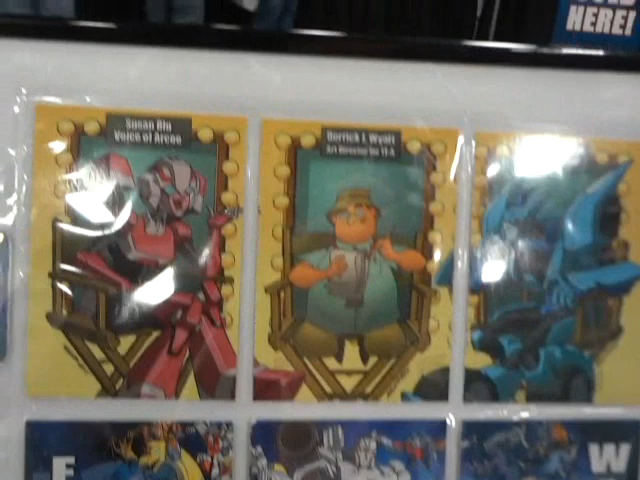 HERE!
Susan Blu
Voice of Arcee
Derrick J. Wyatt
Art Director for TFA
F
W